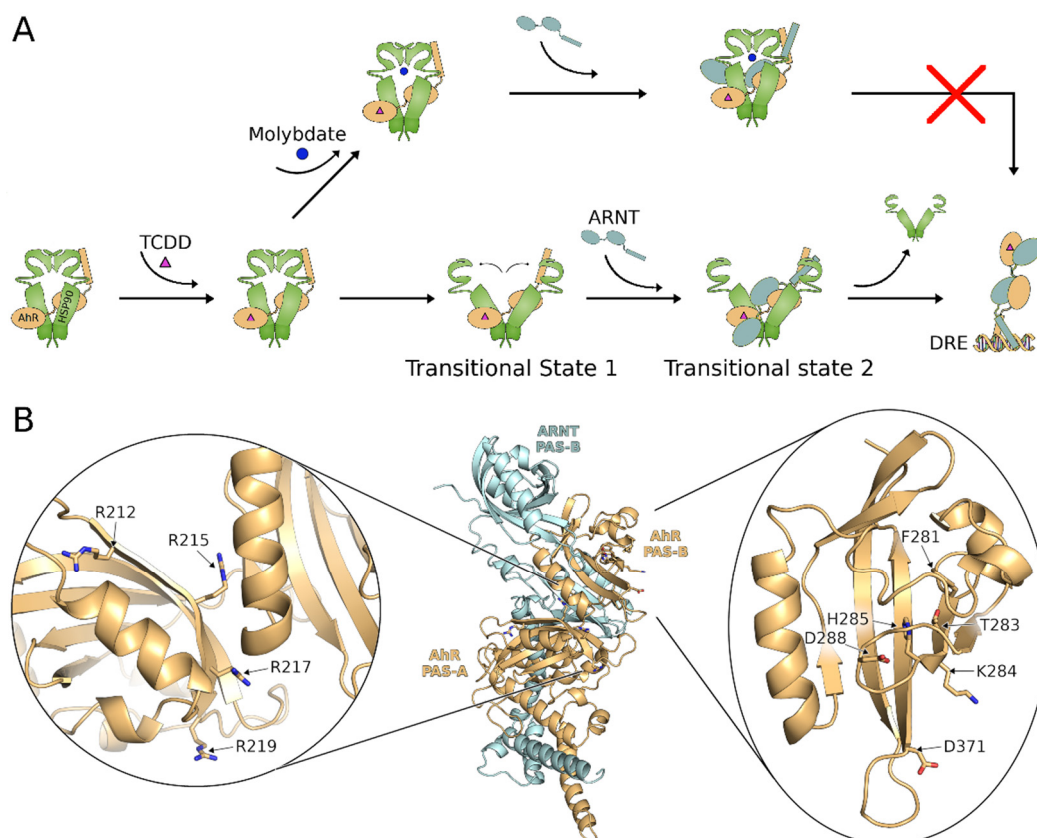 A
Molybdate
TCDD
ARNT
AhR
HSP90
DRE
Transitional State 1
Transitional state 2
B
ARNT
PAS-B
AhR
PAS-B
AhR
PAS-A
R212
R215
R217
R219
F281
H285
T283
D288
K284
D371